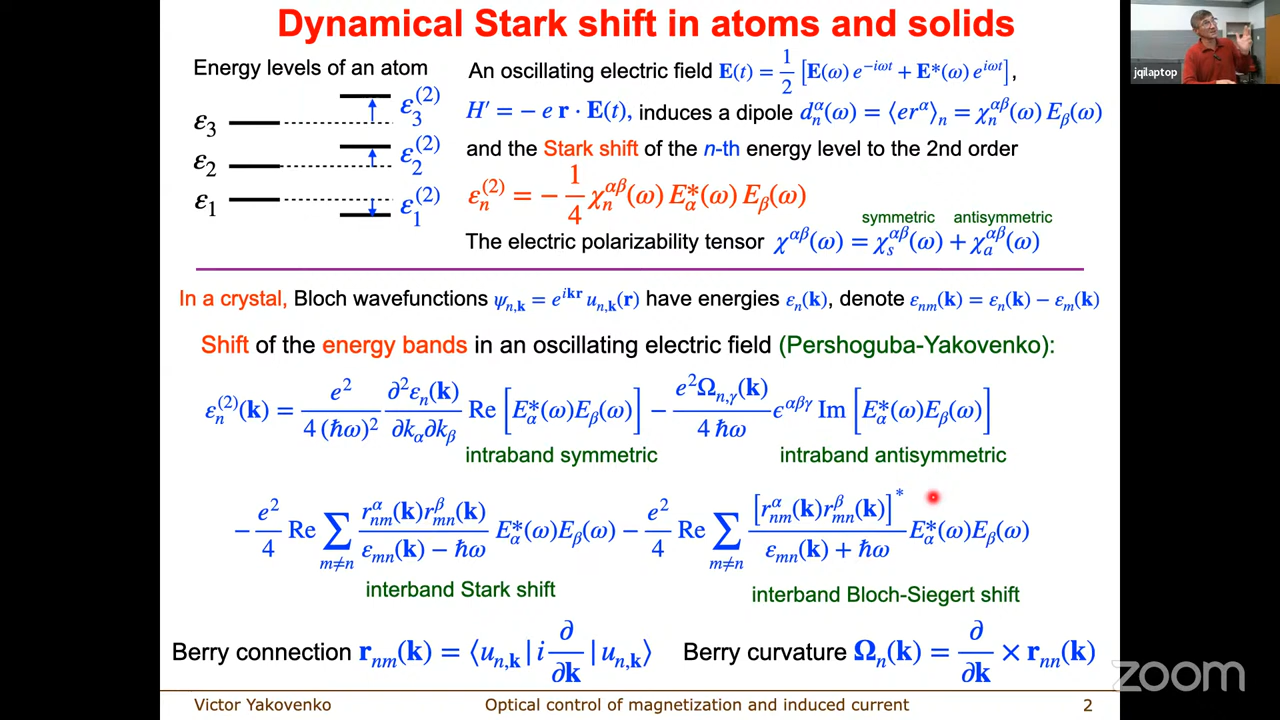 Dynamical Stark shift in atoms and solids
jqilaptop
Energy levels of an atom
ε₃ ε₃⁽²⁾
ε₂ ε₂⁽²⁾
ε₁ ε₁⁽²⁾
An oscillating electric field E(t) = 1/2 [E(ω) e^{−iωt} + E*(ω) e^{iωt}],
H′ = − e r · E(t), induces a dipole d_n^α(ω) = ⟨er^α⟩_n = χ_n^{αβ}(ω) E_β(ω)
and the Stark shift of the n-th energy level to the 2nd order
ε_n^{(2)} = − 1/4 χ_n^{αβ}(ω) E_α*(ω) E_β(ω)
symmetric antisymmetric
The electric polarizability tensor χ^{αβ}(ω) = χ_s^{αβ}(ω) + χ_a^{αβ}(ω)
In a crystal, Bloch wavefunctions ψ_{n,k} = e^{ikr} u_{n,k}(r) have energies ε_n(k), denote ε_{nm}(k) = ε_n(k) − ε_m(k)
Shift of the energy bands in an oscillating electric field (Pershoguba-Yakovenko):
ε_n^{(2)}(k) = e²/(4 (ħω)²) ∂²ε_n(k)/(∂k_α∂k_β) Re [E_α*(ω)E_β(ω)] − e²Ω_{n,γ}(k)/(4 ħω) ϵ^{αβγ} Im [E_α*(ω)E_β(ω)]
intraband symmetric intraband antisymmetric
− e²/4 Re ∑_{m≠n} r_{nm}^α(k)r_{mn}^β(k)/(ε_{mn}(k) − ħω) E_α*(ω)E_β(ω) − e²/4 Re ∑_{m≠n} [r_{nm}^α(k)r_{mn}^β(k)]*/(ε_{mn}(k) + ħω) E_α*(ω)E_β(ω)
interband Stark shift interband Bloch-Siegert shift
Berry connection r_{nm}(k) = ⟨u_{n,k} | i ∂/∂k | u_{n,k}⟩ Berry curvature Ω_n(k) = ∂/∂k × r_{nn}(k)
zoom
Victor Yakovenko Optical control of magnetization and induced current 2